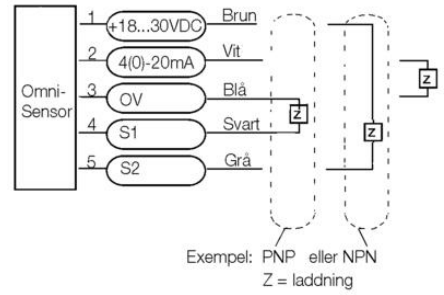 1 +18...30VDC Brun
2 4(0)-20mA Vit
Z
Omni-
Sensor
3 OV Blå
Z
4 S1 Svart
Z
5 S2 Grå
Exempel: PNP eller NPN
Z = laddning